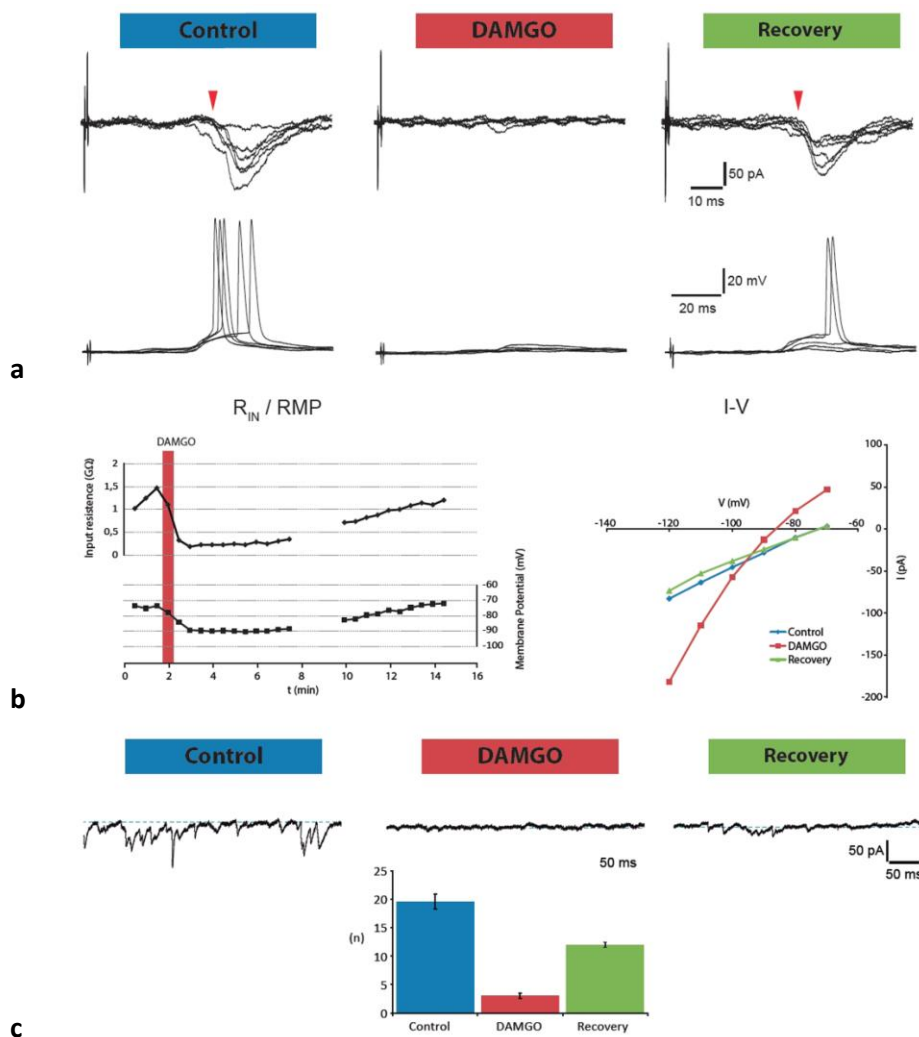 Control DAMGO Recovery
50 pA
10 ms
20 mV
20 ms
a
R_IN / RMP I-V
DAMGO
Input resistence (GΩ)
2
1,5
1
0,5
0
-60
-70
-80
-90
-100
Membrane Potential (mV)
0 2 4 6 8 10 12 14 16
t (min)
V (mV)
-140 -120 -100 -80 -60
100
50
0
-50
-100
-150
-200
I (pA)
Control
DAMGO
Recovery
b
Control DAMGO Recovery
50 ms
50 pA
50 ms
25
20
15
10
5
0
(n)
Control DAMGO Recovery
c